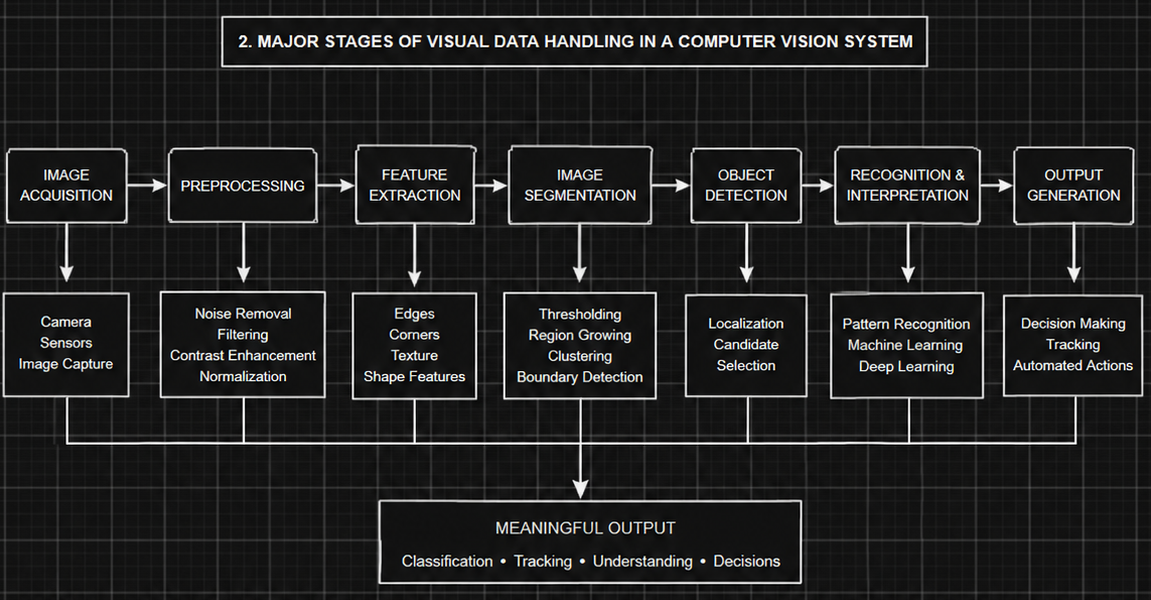 2. MAJOR STAGES OF VISUAL DATA HANDLING IN A COMPUTER VISION SYSTEM
IMAGE
ACQUISITION
PREPROCESSING
FEATURE
EXTRACTION
IMAGE
SEGMENTATION
OBJECT
DETECTION
RECOGNITION &
INTERPRETATION
OUTPUT
GENERATION
Camera
Sensors
Image Capture
Noise Removal
Filtering
Contrast Enhancement
Normalization
Edges
Corners
Texture
Shape Features
Thresholding
Region Growing
Clustering
Boundary Detection
Localization
Candidate
Selection
Pattern Recognition
Machine Learning
Deep Learning
Decision Making
Tracking
Automated Actions
MEANINGFUL OUTPUT
Classification • Tracking • Understanding • Decisions